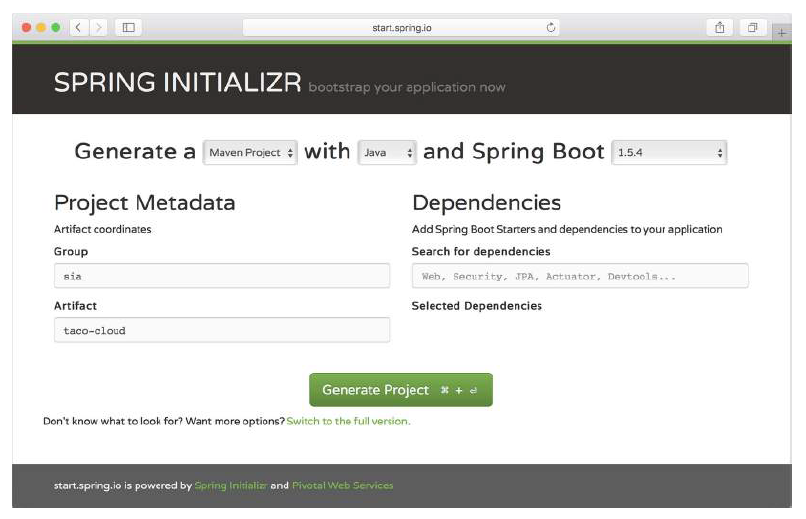 start.spring.io
SPRING INITIALIZR bootstrap your application now
Generate a Maven Project with Java and Spring Boot 1.5.4
Project Metadata
Artifact coordinates
Group
sia
Artifact
taco-cloud
Dependencies
Add Spring Boot Starters and dependencies to your application
Search for dependencies
Web, Security, JPA, Actuator, Devtools...
Selected Dependencies
Generate Project ⌘ + ⏎
Don't know what to look for? Want more options? Switch to the full version.
start.spring.io is powered by Spring Initializr and Pivotal Web Services